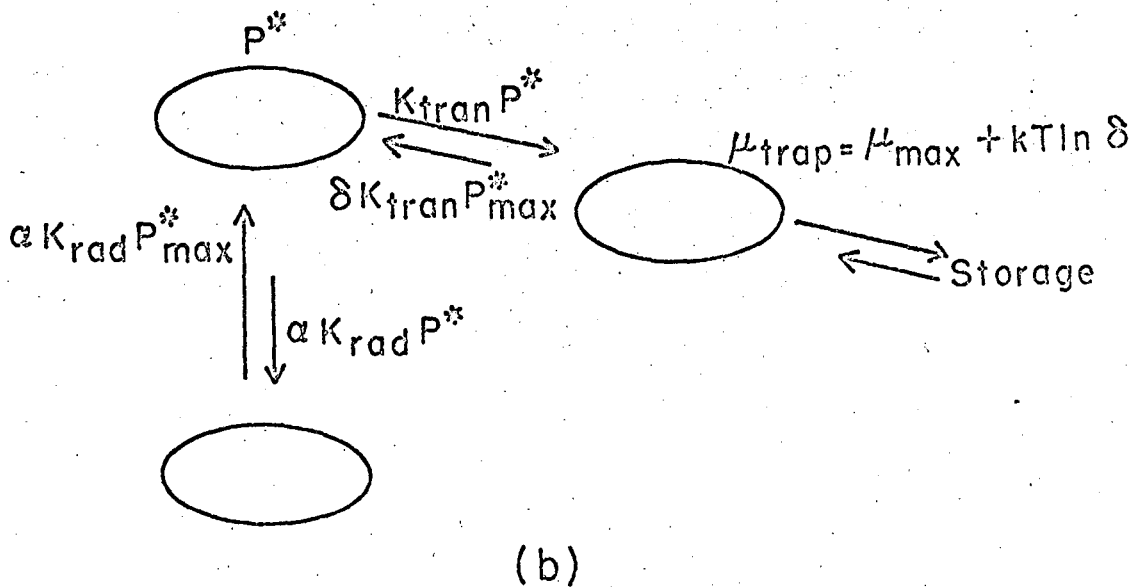 P*
K_tran P*
μ_trap = μ_max + kT ln δ
δ K_tran P*_max
α K_rad P*_max
Storage
α K_rad P*
(b)